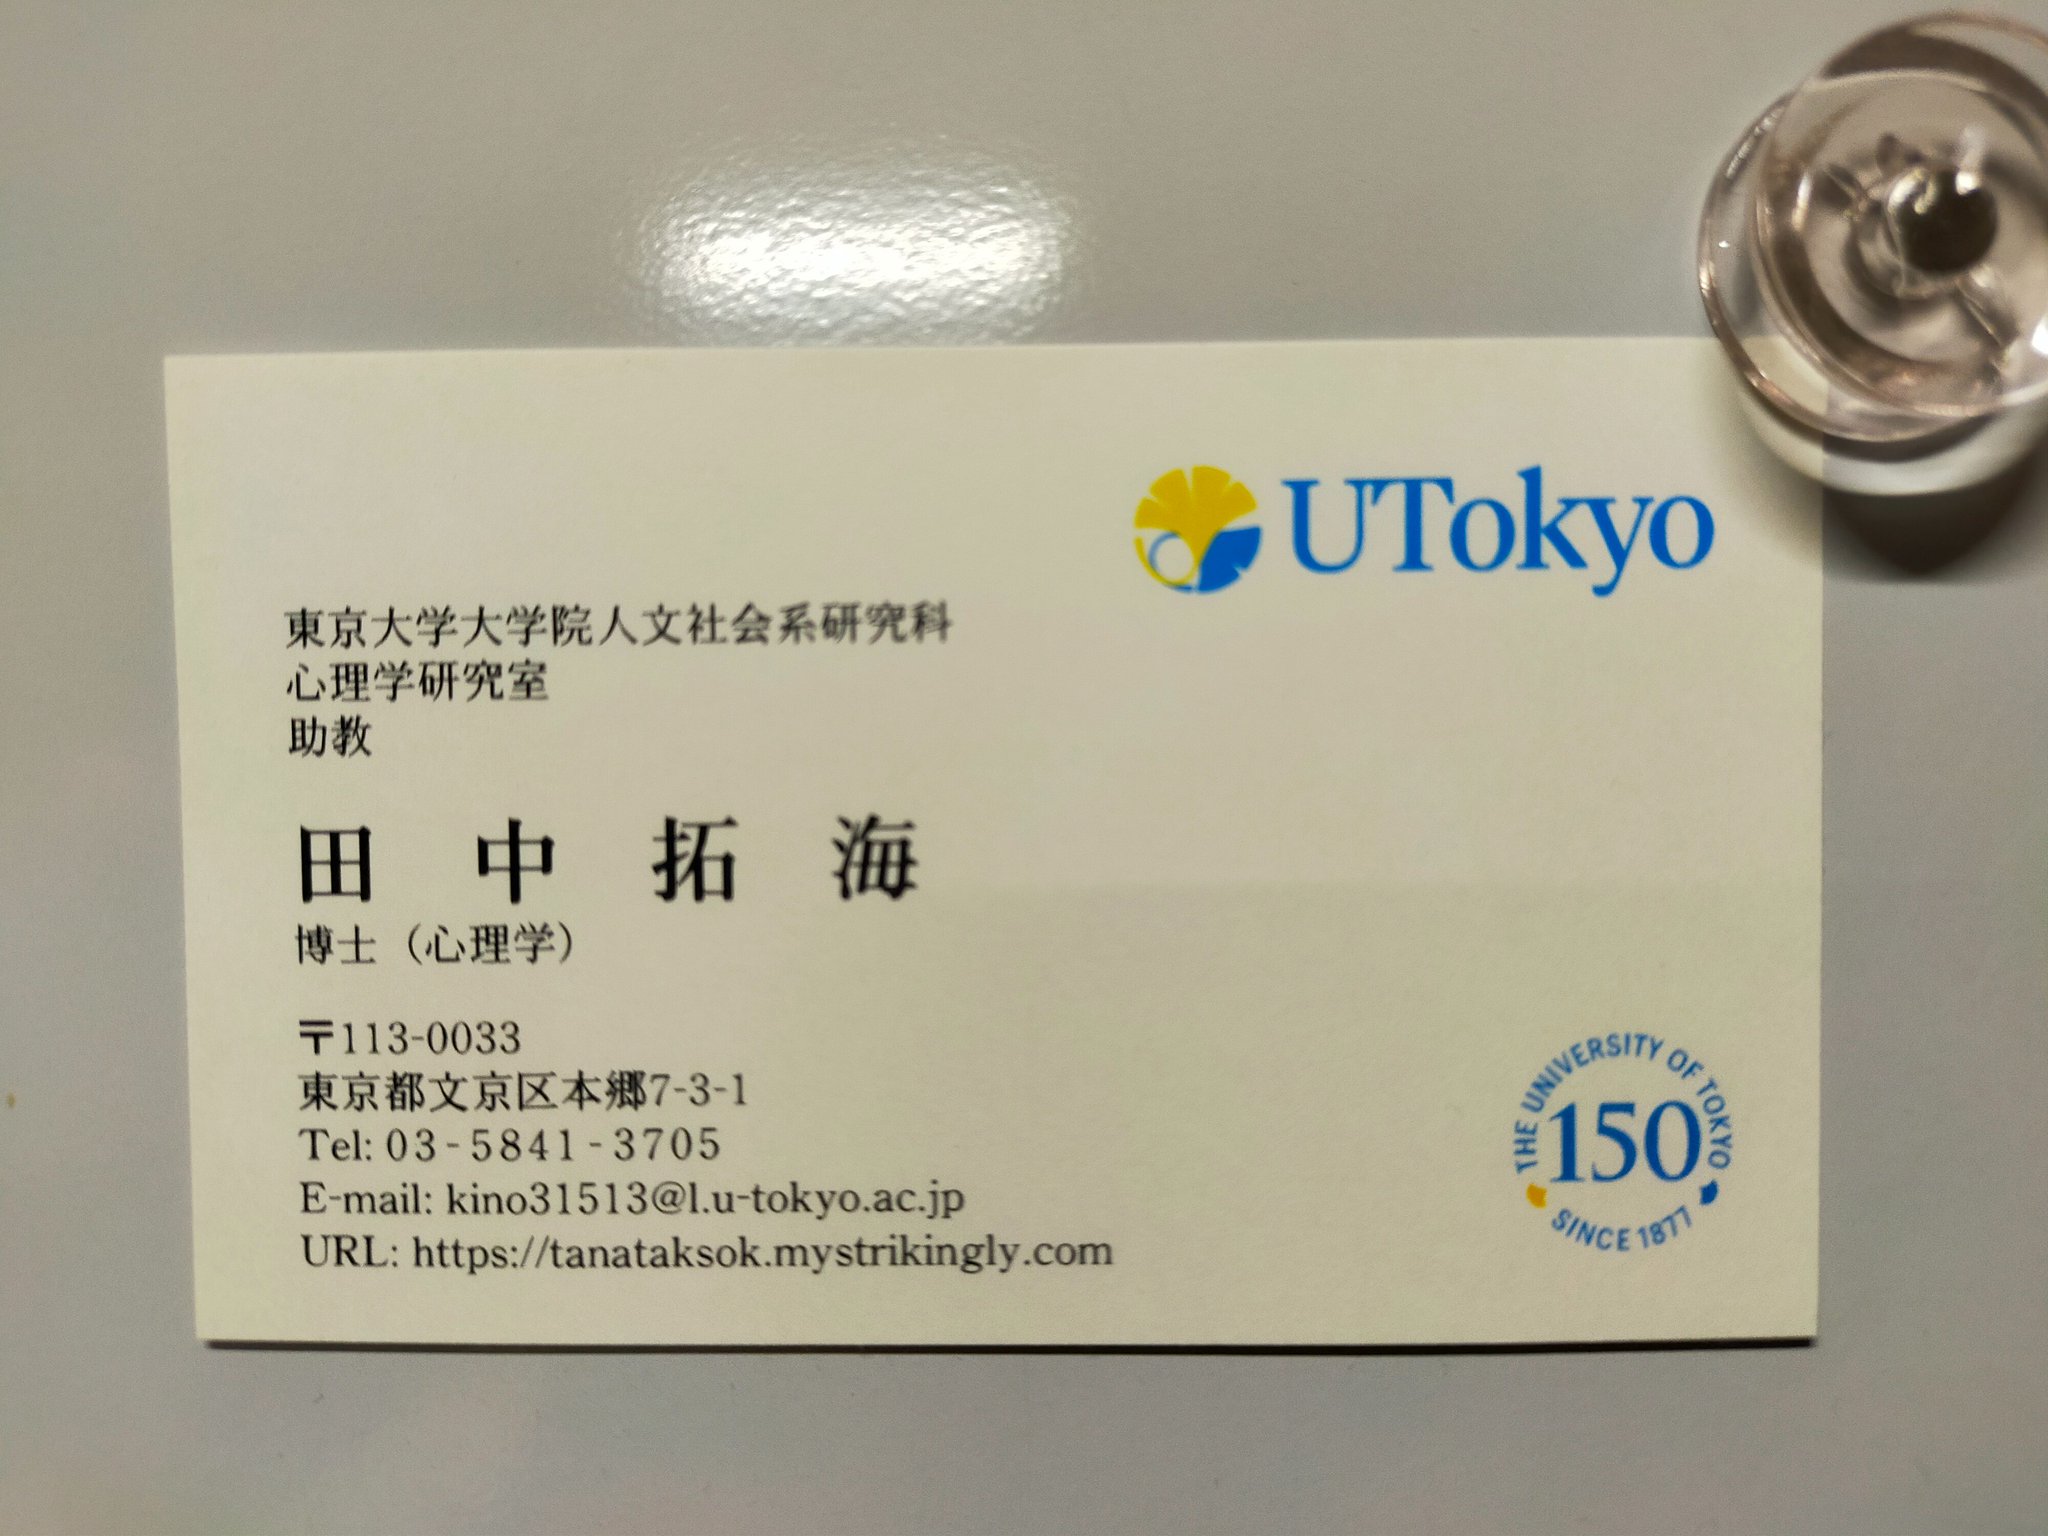 UTokyo
東京大学大学院人文社会系研究科
心理学研究室
助教
田中拓海
博士（心理学）
〒113-0033
東京都文京区本郷7-3-1
Tel: 03-5841-3705
E-mail: kino31513@l.u-tokyo.ac.jp
URL: https://tanataksok.mystrikingly.com
THE UNIVERSITY OF TOKYO
150
SINCE 1877